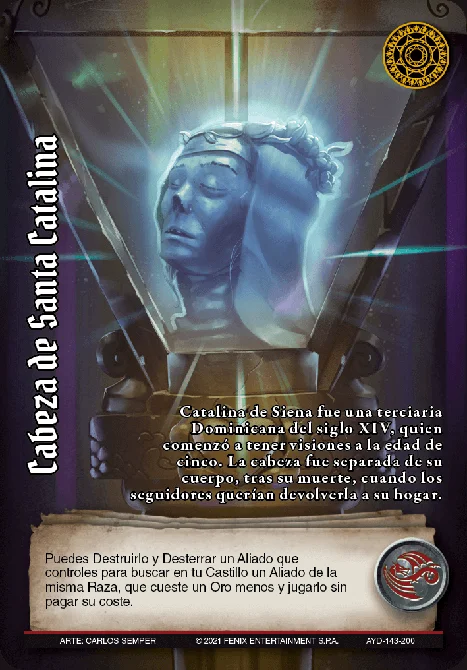 Cabeza de Santa Catalina
Catalina de Siena fue una terciaria
Dominicana del siglo XIV, quien
comenzó a tener visiones a la edad de
cinco. La cabeza fue separada de su
cuerpo, tras su muerte, cuando los
seguidores querían devolverla a su hogar.
Puedes Destruirlo y Desterrar un Aliado que
controles para buscar en tu Castillo un Aliado de la
misma Raza, que cueste un Oro menos y jugarlo sin
pagar su coste.
ARTE: CARLOS SEMPER © 2021 FENIX ENTERTAINMENT S.P.A. AYD-143-200